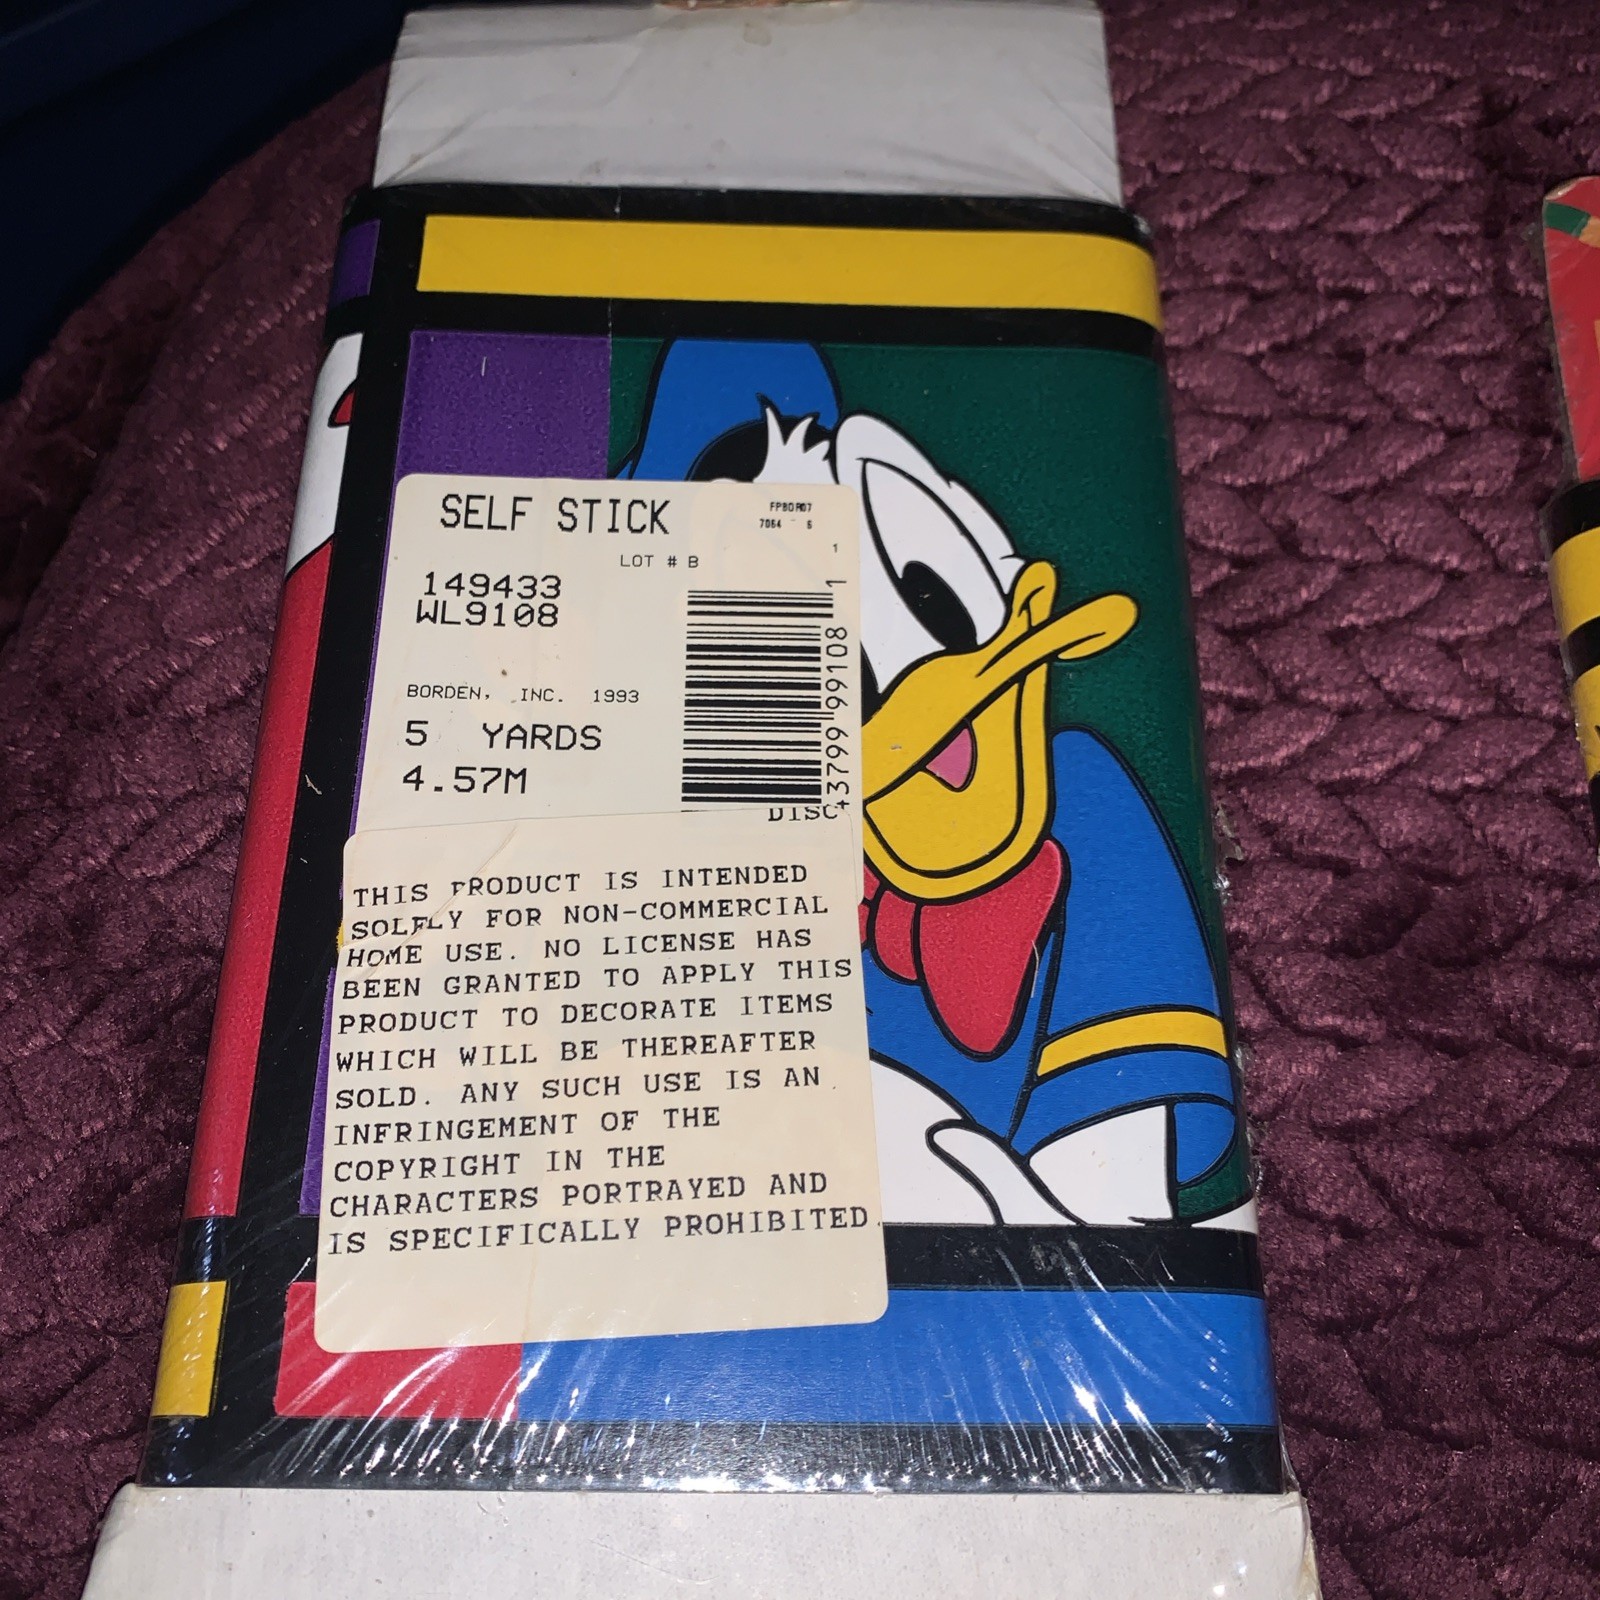 SELF STICK
FPBOR07
7064 6
1
LOT # B
149433
WL9108
BORDEN, INC. 1993
5 YARDS
4.57M
43799 99108 1
DISC
THIS PRODUCT IS INTENDED
SOLELY FOR NON-COMMERCIAL
HOME USE. NO LICENSE HAS
BEEN GRANTED TO APPLY THIS
PRODUCT TO DECORATE ITEMS
WHICH WILL BE THEREAFTER
SOLD. ANY SUCH USE IS AN
INFRINGEMENT OF THE
COPYRIGHT IN THE
CHARACTERS PORTRAYED AND
IS SPECIFICALLY PROHIBITED.